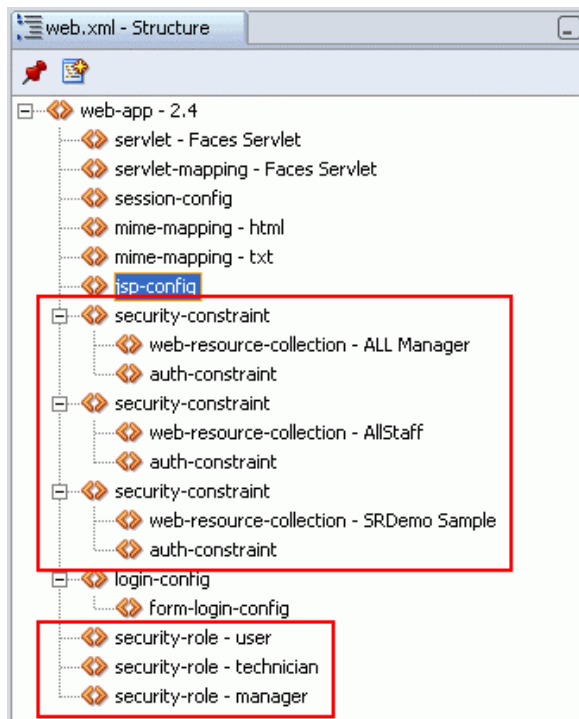 web.xml - Structure
web-app - 2.4
servlet - Faces Servlet
servlet-mapping - Faces Servlet
session-config
mime-mapping - html
mime-mapping - txt
jsp-config
security-constraint
web-resource-collection - ALL Manager
auth-constraint
security-constraint
web-resource-collection - AllStaff
auth-constraint
security-constraint
web-resource-collection - SRDemo Sample
auth-constraint
login-config
form-login-config
security-role - user
security-role - technician
security-role - manager